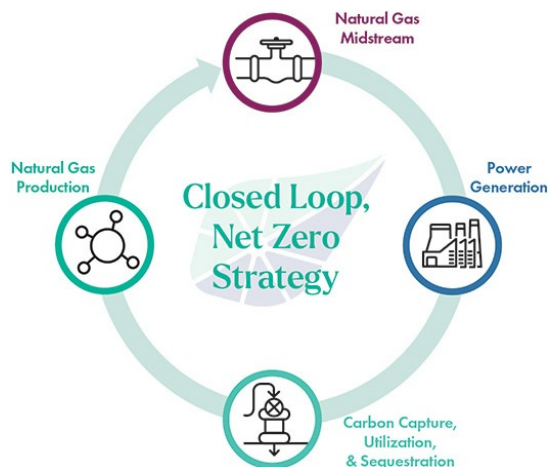 Natural Gas
Midstream
Natural Gas
Production
Power
Generation
Closed Loop,
Net Zero
Strategy
Carbon Capture,
Utilization,
& Sequestration